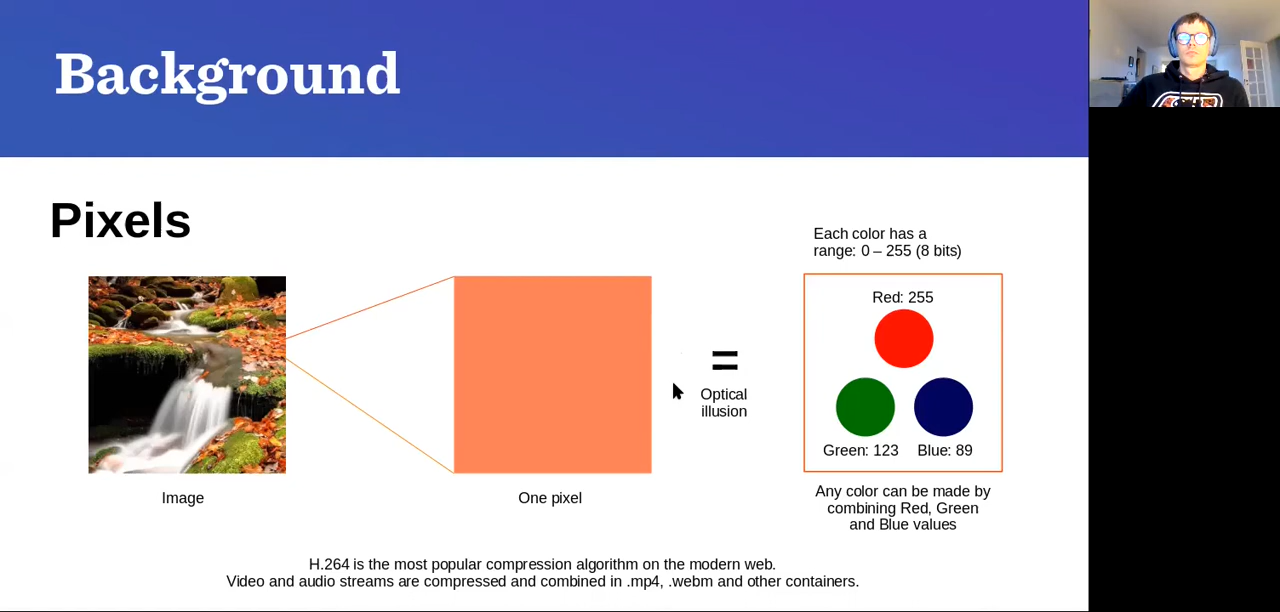 Background
Pixels
Each color has a
range: 0 – 255 (8 bits)
Red: 255
Green: 123
Blue: 89
=
Optical
illusion
Image
One pixel
Any color can be made by
combining Red, Green
and Blue values
H.264 is the most popular compression algorithm on the modern web.
Video and audio streams are compressed and combined in .mp4, .webm and other containers.